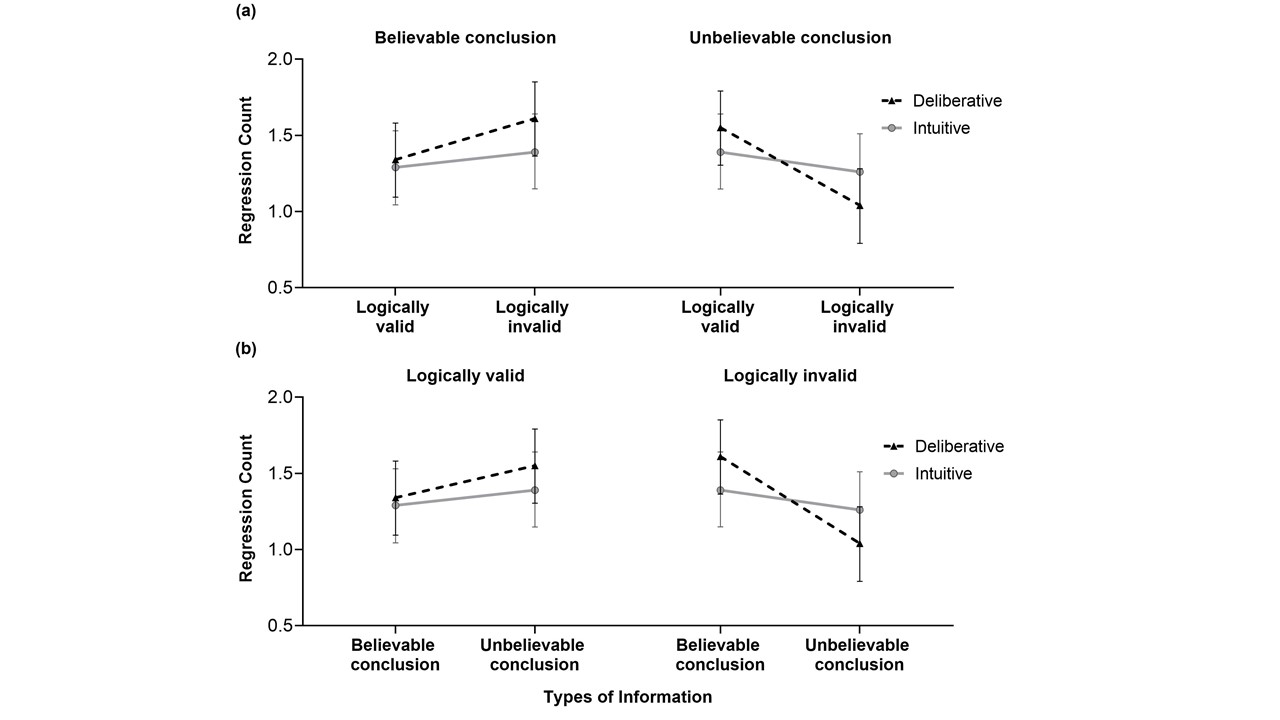 (a)
Believable conclusion
Unbelievable conclusion
2.0
1.5
1.0
0.5
Regression Count
Deliberative
Intuitive
Logically
valid
Logically
invalid
Logically
valid
Logically
invalid
(b)
Logically valid
Logically invalid
2.0
1.5
1.0
0.5
Regression Count
Deliberative
Intuitive
Believable
conclusion
Unbelievable
conclusion
Believable
conclusion
Unbelievable
conclusion
Types of Information